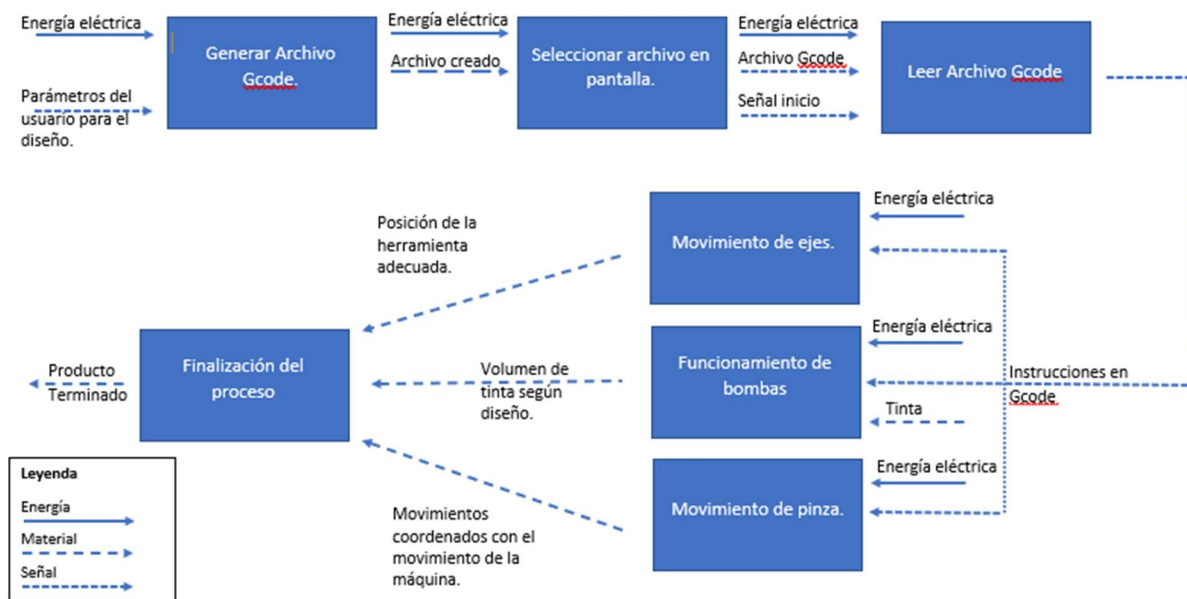 Energía eléctrica
Parámetros del
usuario para el
diseño.
Generar Archivo
Gcode.
Energía eléctrica
Archivo creado
Seleccionar archivo en
pantalla.
Energía eléctrica
Archivo Gcode
Señal inicio
Leer Archivo Gcode
Energía eléctrica
Movimiento de ejes.
Posición de la
herramienta
adecuada.
Energía eléctrica
Funcionamiento de
bombas
Tinta
Instrucciones en
Gcode
Volumen de
tinta según
diseño.
Finalización del
proceso
Producto
Terminado
Energía eléctrica
Movimiento de pinza.
Movimientos
coordenados con el
movimiento de la
máquina.
Leyenda
Energía
Material
Señal